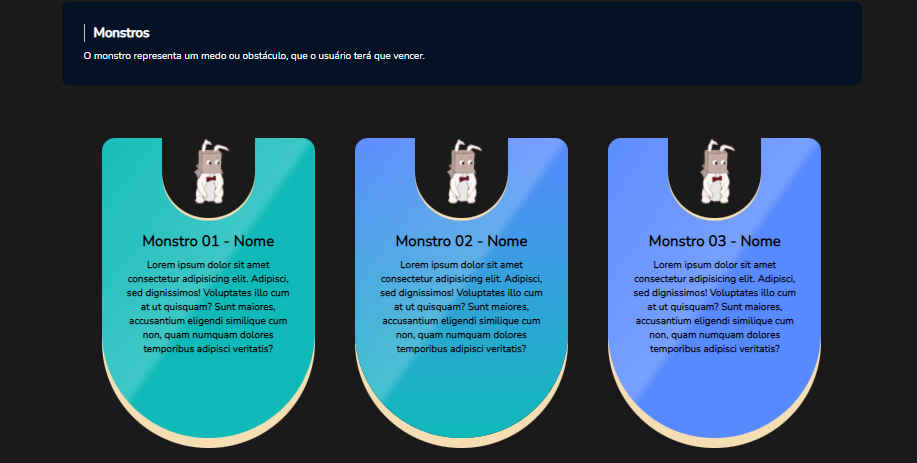 Monstros
O monstro representa um medo ou obstáculo, que o usuário terá que vencer.
Monstro 01 - Nome
Lorem ipsum dolor sit amet
consectetur adipisicing elit. Adipisci,
sed dignissimos! Voluptates illo cum
at ut quisquam? Sunt maiores,
accusantium eligendi similique cum
non, quam numquam dolores
temporibus adipisci veritatis?
Monstro 02 - Nome
Lorem ipsum dolor sit amet
consectetur adipisicing elit. Adipisci,
sed dignissimos! Voluptates illo cum
at ut quisquam? Sunt maiores,
accusantium eligendi similique cum
non, quam numquam dolores
temporibus adipisci veritatis?
Monstro 03 - Nome
Lorem ipsum dolor sit amet
consectetur adipisicing elit. Adipisci,
sed dignissimos! Voluptates illo cum
at ut quisquam? Sunt maiores,
accusantium eligendi similique cum
non, quam numquam dolores
temporibus adipisci veritatis?